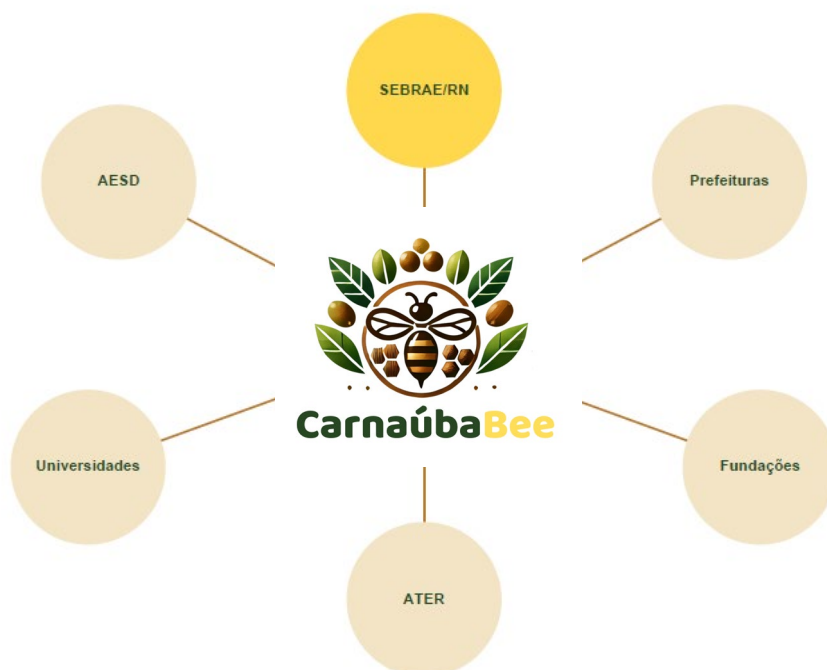 SEBRAE/RN
AESD
Prefeituras
CarnaúbaBee
Universidades
Fundações
ATER